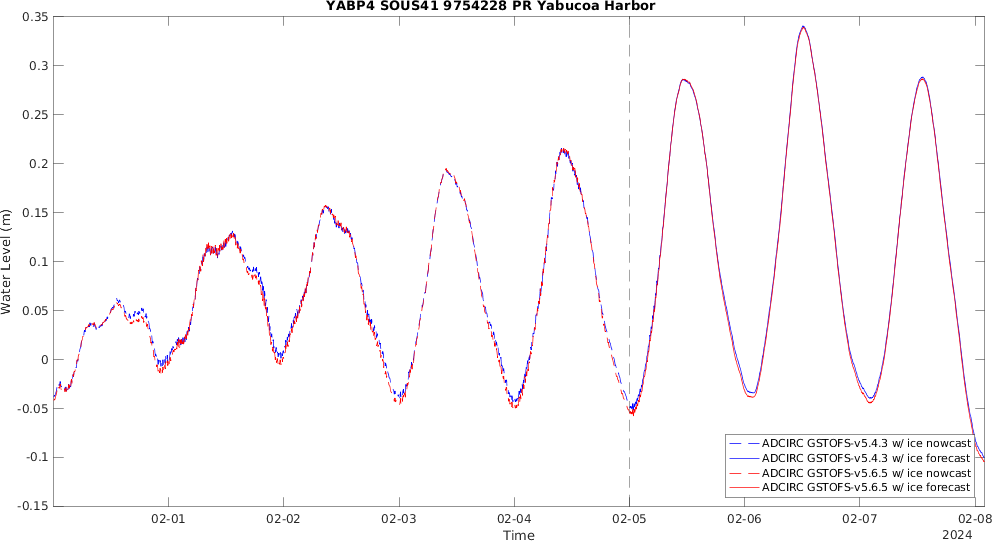 YABP4 SOUS41 9754228 PR Yabucoa Harbor
0.35
0.3
0.25
0.2
0.15
0.1
0.05
0
-0.05
-0.1
-0.15
Water Level (m)
ADCIRC GSTOFS-v5.4.3 w/ ice nowcast
ADCIRC GSTOFS-v5.4.3 w/ ice forecast
ADCIRC GSTOFS-v5.6.5 w/ ice nowcast
ADCIRC GSTOFS-v5.6.5 w/ ice forecast
02-01 02-02 02-03 02-04 02-05 02-06 02-07 02-08
Time
2024